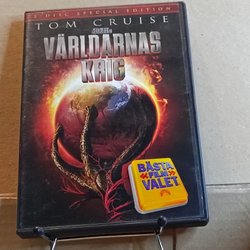 2 DISC SPECIAL EDITION
TOM CRUISE
VÄRLDARNAS
KRIG
BÄSTA
FILM
VALET